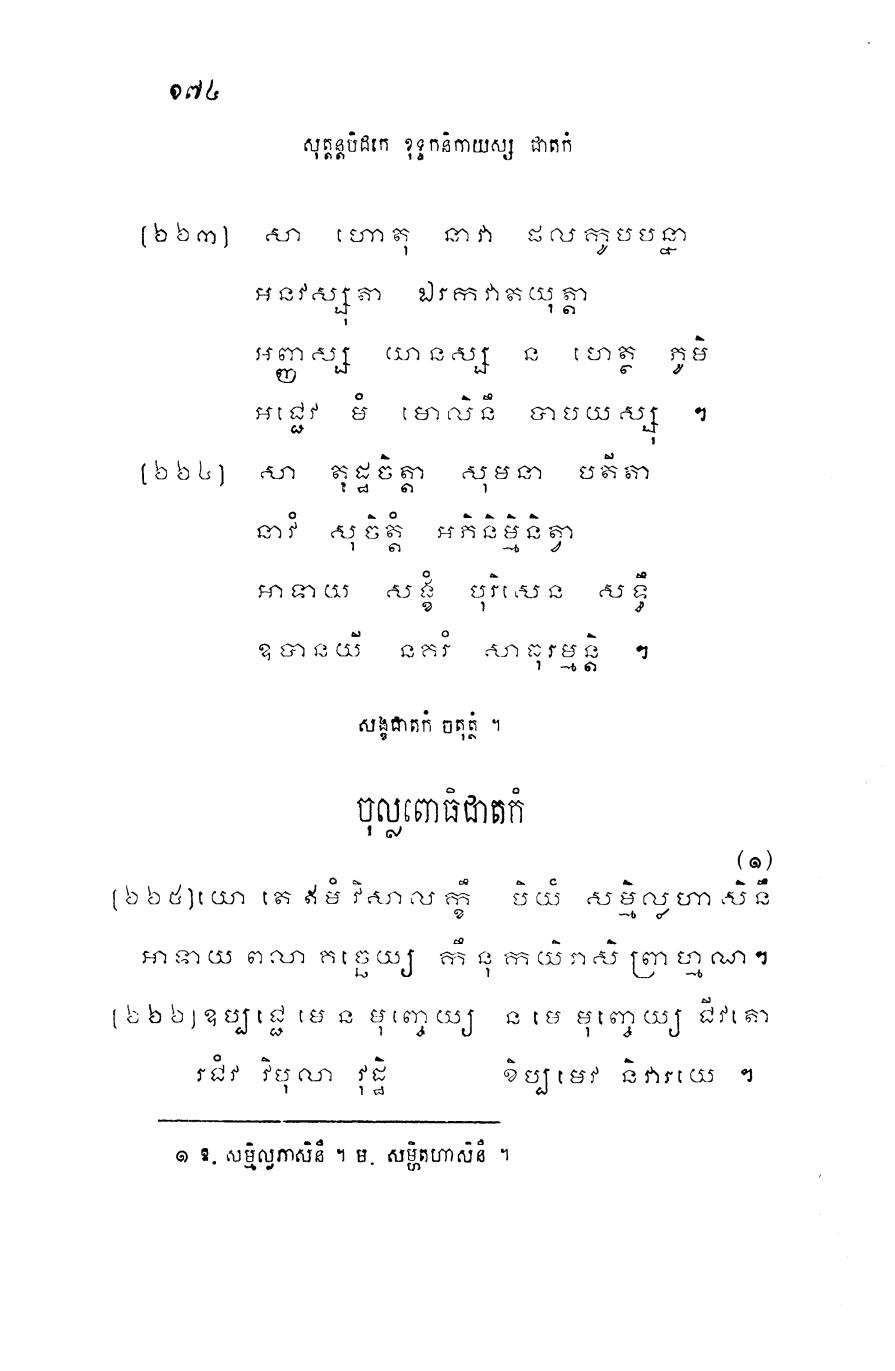 ១៧៤
សុត្តន្តបិដកេ ខុទ្ទកនិកាយស្ស ជាតកំ
[៦៦៣] សា ហោតុ នាវា ផលកូបបន្នា
អនវស្សុតា ឯរកវាតយុត្តា
អញ្ញស្ស យានស្ស ន ហេត្ថ ភូមិ
អជ្ជេវ មំ មោលិនឹ បាបយស្សុ ។
[៦៦៤] សា តុដ្ឋចិត្តា សុមនា បតីតា
នាវំ សុចិត្តំ អភិនិម្មិនិត្វា
អាទាយ សង្ខំ បុរិសេន សទ្ធឹ
ឧបានយី នគរំ សាធុរម្មន្តិ ។
សង្ខជាតកំ ចតុត្ថំ ។
ចុល្លពោធិជាតកំ
(១)
[៦៦៥] យោ តេ ឥមំ វិសាលក្ខឹ បិយំ សម្មិល្លហាសិនឹ
អាទាយ ពលា គច្ឆេយ្យ កឹ នុ កយិរាសិ ព្រាហ្មណ។
[៦៦៦] ឧប្បជ្ជេ មេ ន មុញ្ចេយ្យ ន មេ មុញ្ចេយ្យ ជីវតោ
រជំវ វិបុលា វុដ្ឋិ ខិប្បមេវ និវារយេ ។
១ ឱ. សម្មិល្លភាសិនឹ ។ ម. សម្ហិតហាសិនឹ ។